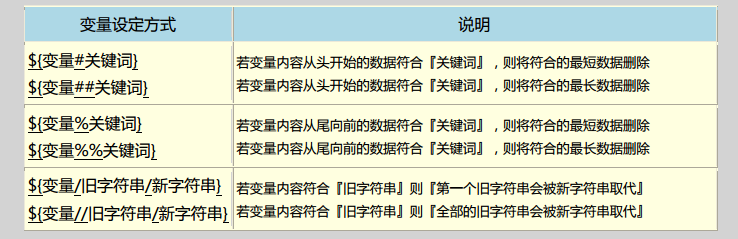 变量设定方式 说明
${变量#关键词} 若变量内容从头开始的数据符合『关键词』，则将符合的最短数据删除
${变量##关键词} 若变量内容从头开始的数据符合『关键词』，则将符合的最长数据删除
${变量%关键词} 若变量内容从尾向前的数据符合『关键词』，则将符合的最短数据删除
${变量%%关键词} 若变量内容从尾向前的数据符合『关键词』，则将符合的最长数据删除
${变量/旧字符串/新字符串} 若变量内容符合『旧字符串』则『第一个旧字符串会被新字符串取代』
${变量//旧字符串/新字符串} 若变量内容符合『旧字符串』则『全部的旧字符串会被新字符串取代』